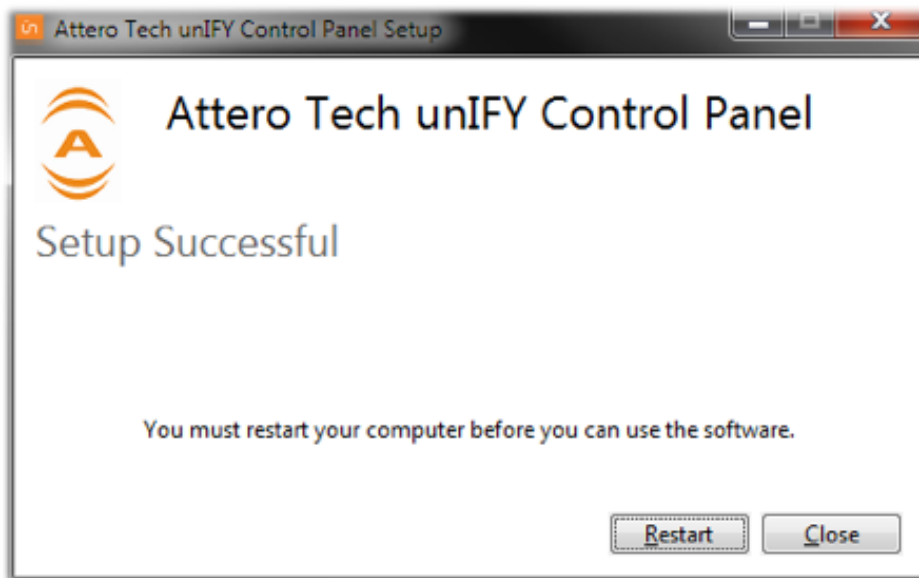 Attero Tech unIFY Control Panel Setup
Attero Tech unIFY Control Panel
A
Setup Successful
You must restart your computer before you can use the software.
Restart
Close